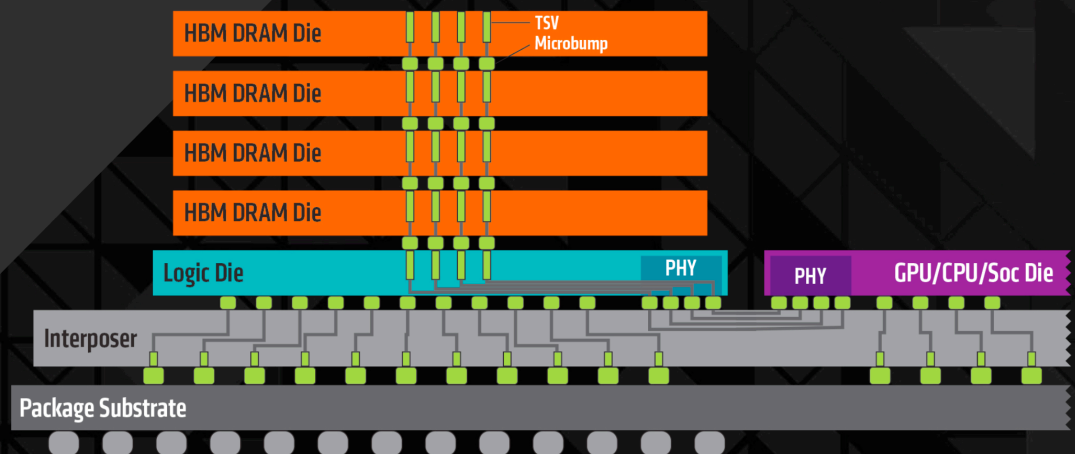 HBM DRAM Die
TSV
Microbump
HBM DRAM Die
HBM DRAM Die
HBM DRAM Die
Logic Die
PHY
PHY
GPU/CPU/Soc Die
Interposer
Package Substrate